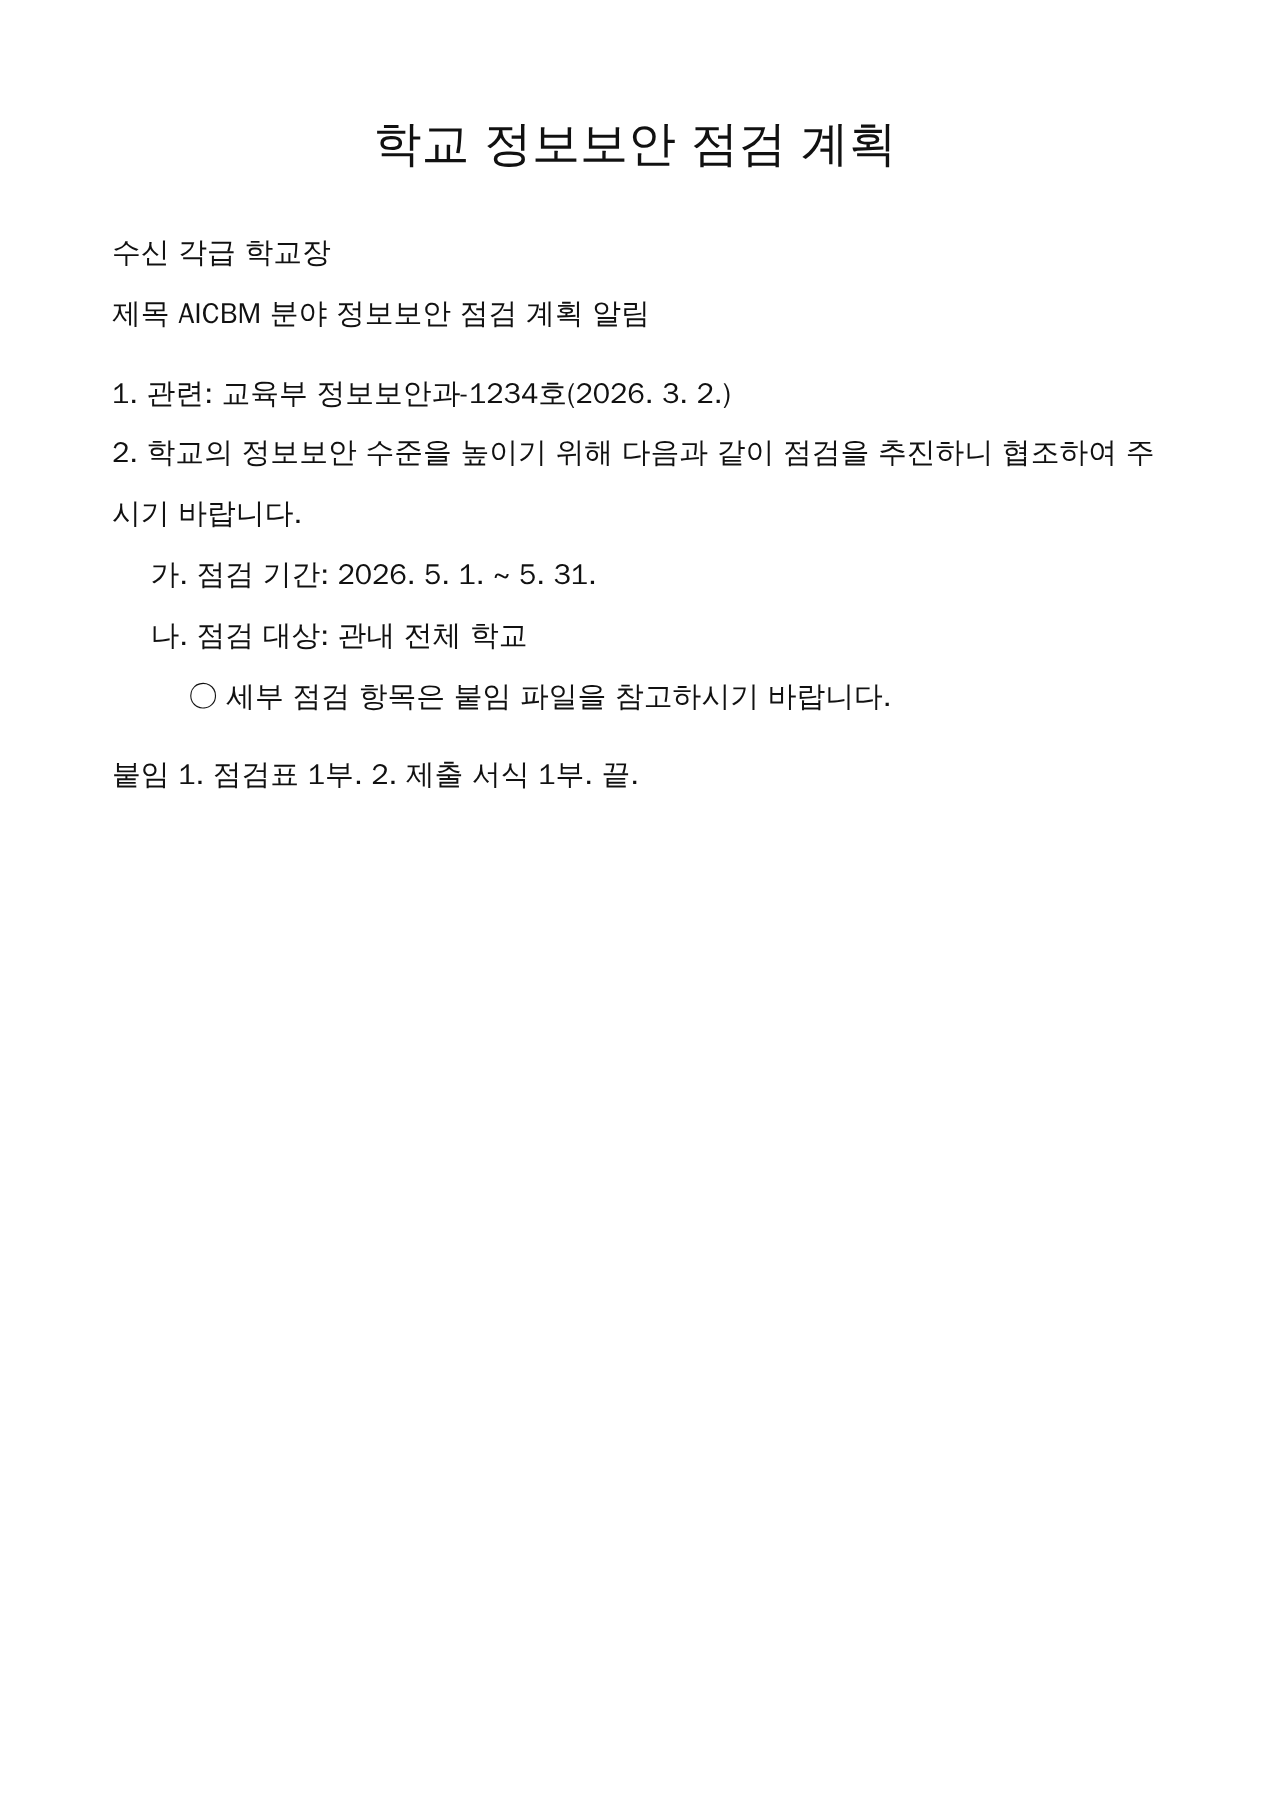 학교 정보보안 점검 계획
수신 각급 학교장
제목 AICBM 분야 정보보안 점검 계획 알림
1. 관련: 교육부 정보보안과-1234호(2026. 3. 2.)
2. 학교의 정보보안 수준을 높이기 위해 다음과 같이 점검을 추진하니 협조하여 주
시기 바랍니다.
가. 점검 기간: 2026. 5. 1. ~ 5. 31.
나. 점검 대상: 관내 전체 학교
○ 세부 점검 항목은 붙임 파일을 참고하시기 바랍니다.
붙임 1. 점검표 1부. 2. 제출 서식 1부. 끝.